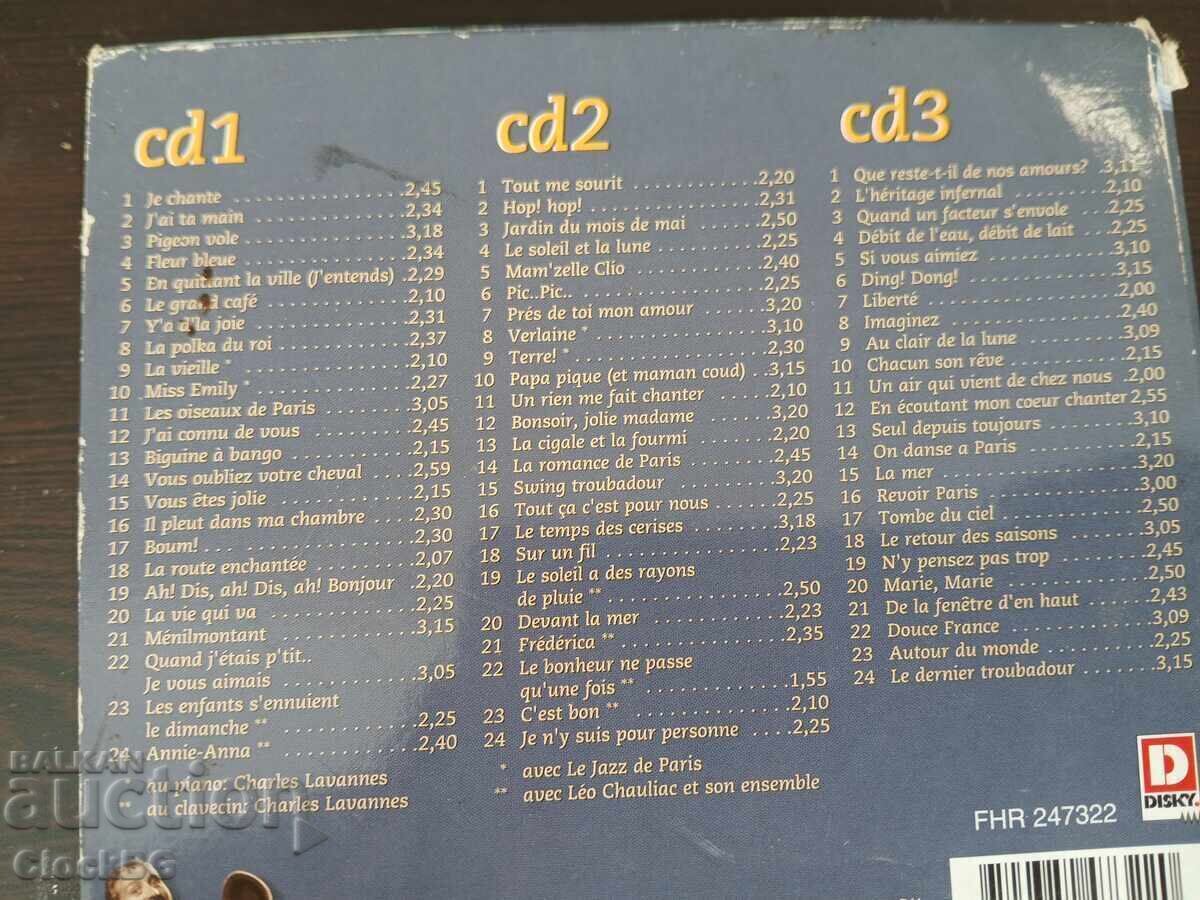 cd1
1 Je chante 2,45
2 J'ai ta main 2,34
3 Pigeon vole 3,18
4 Fleur bleue 2,34
5 En quittant la ville (J'entends) 2,29
6 Le grand café 2,10
7 Y'a d'la joie 2,31
8 La polka du roi 2,37
9 La vieille * 2,10
10 Miss Emily * 2,27
11 Les oiseaux de Paris 3,05
12 J'ai connu de vous 2,45
13 Biguine à bango 2,15
14 Vous oubliez votre cheval 2,59
15 Vous êtes jolie 2,15
16 Il pleut dans ma chambre 2,30
17 Boum! 2,30
18 La route enchantée 2,07
19 Ah! Dis, ah! Dis, ah! Bonjour 2,20
20 La vie qui va 2,25
21 Ménilmontant 3,15
22 Quand j'étais p'tit..
Je vous aimais 3,05
23 Les enfants s'ennuient
le dimanche ** 2,25
24 Annie-Anna ** 2,40
* au piano: Charles Lavannes
** au clavecin: Charles Lavannes
cd2
1 Tout me sourit 2,20
2 Hop! hop! 2,31
3 Jardin du mois de mai 2,50
4 Le soleil et la lune 2,25
5 Mam'zelle Clio 2,40
6 Pic..Pic.. 2,25
7 Prés de toi mon amour 3,20
8 Verlaine * 3,10
9 Terre! * 2,30
10 Papa pique (et maman coud) 3,15
11 Un rien me fait chanter 2,10
12 Bonsoir, jolie madame 3,20
13 La cigale et la fourmi 2,20
14 La romance de Paris 2,45
15 Swing troubadour 3,20
16 Tout ça c'est pour nous 2,25
17 Le temps des cerises 3,18
18 Sur un fil 2,23
19 Le soleil a des rayons
de pluie ** 2,50
20 Devant la mer 2,23
21 Frédérica ** 2,35
22 Le bonheur ne passe
qu'une fois ** 1,55
23 C'est bon ** 2,10
24 Je n'y suis pour personne 2,25
* avec Le Jazz de Paris
** avec Léo Chauliac et son ensemble
cd3
1 Que reste-t-il de nos amours? 3,11
2 L'héritage infernal 2,10
3 Quand un facteur s'envole 2,25
4 Débit de l'eau, débit de lait 2,25
5 Si vous aimiez 3,10
6 Ding! Dong! 3,15
7 Liberté 2,00
8 Imaginez 2,40
9 Au clair de la lune 3,09
10 Chacun son rêve 2,15
11 Un air qui vient de chez nous 2,00
12 En écoutant mon coeur chanter 2,55
13 Seul depuis toujours 3,10
14 On danse a Paris 2,15
15 La mer 3,20
16 Revoir Paris 3,00
17 Tombe du ciel 2,50
18 Le retour des saisons 3,05
19 N'y pensez pas trop 2,45
20 Marie, Marie 2,50
21 De la fenêtre d'en haut 2,43
22 Douce France 3,09
23 Autour du monde 2,25
24 Le dernier troubadour 3,15
D
DISKY
FHR 247322
BALKAN
auction
ClockBG